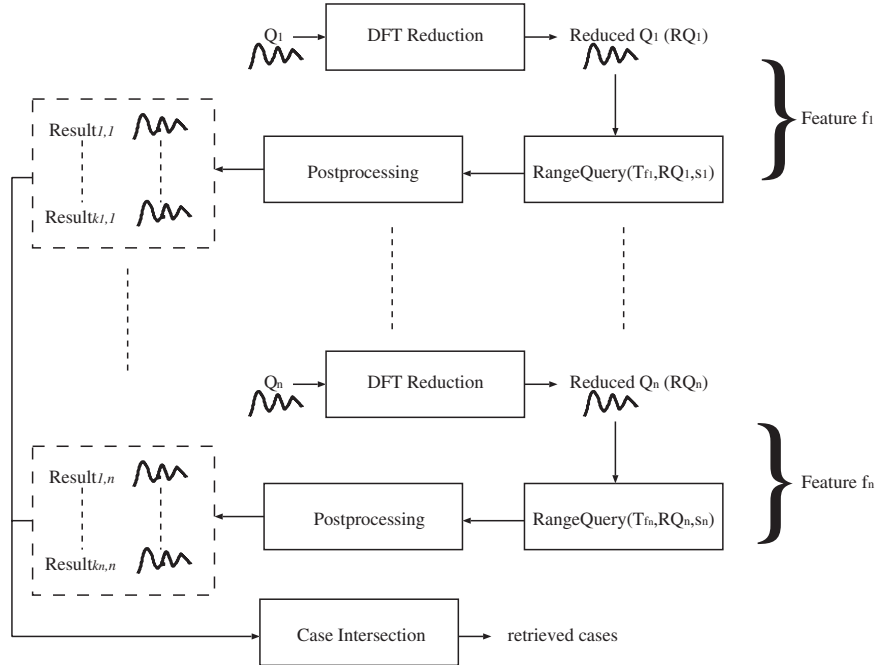 Q1
DFT Reduction
Reduced Q1 (RQ1)
Feature f1
Result1,1
Postprocessing
RangeQuery(Tf1,RQ1,s1)
Resultk1,1
Qn
DFT Reduction
Reduced Qn (RQn)
Feature fn
Result1,n
Postprocessing
RangeQuery(Tfn,RQn,sn)
Resultkn,n
Case Intersection
retrieved cases